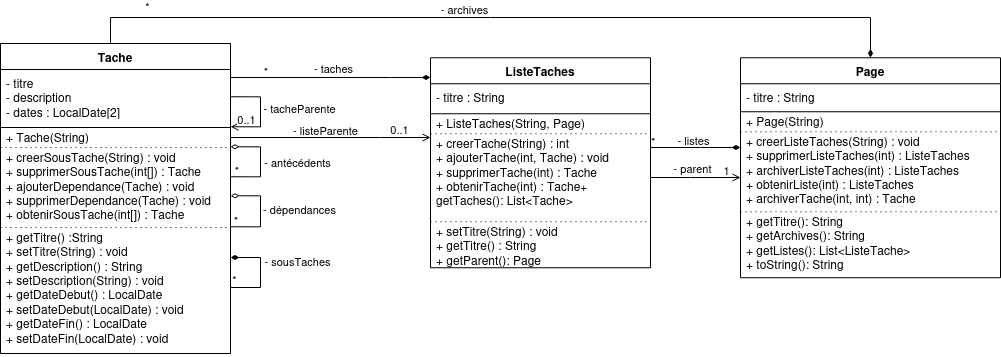 *
- archives
Tache
- titre
- description
- dates : LocalDate[2]
+ Tache(String)
+ creerSousTache(String) : void
+ supprimerSousTache(int[]) : Tache
+ ajouterDependance(Tache) : void
+ supprimerDependance(Tache) : void
+ obtenirSousTache(int[]) : Tache
+ getTitre() :String
+ setTitre(String) : void
+ getDescription() : String
+ setDescription(String) : void
+ getDateDebut() : LocalDate
+ setDateDebut(LocalDate) : void
+ getDateFin() : LocalDate
+ setDateFin(LocalDate) : void
*
- taches
- tacheParente
0..1
- listeParente
0..1
- antécédents
*
- dépendances
*
- sousTaches
*
ListeTaches
- titre : String
+ ListeTaches(String, Page)
+ creerTache(String) : int
+ ajouterTache(int, Tache) : void
+ supprimerTache(int) : Tache
+ obtenirTache(int) : Tache+
getTaches(): List<Tache>
+ setTitre(String) : void
+ getTitre() : String
+ getParent(): Page
*
- listes
- parent
1
Page
- titre : String
+ Page(String)
+ creerListeTaches(String) : void
+ supprimerListeTaches(int) : ListeTaches
+ archiverListeTaches(int) : ListeTaches
+ obtenirListe(int) : ListeTaches
+ archiverTache(int, int) : Tache
+ getTitre(): String
+ getArchives(): String
+ getListes(): List<ListeTache>
+ toString(): String